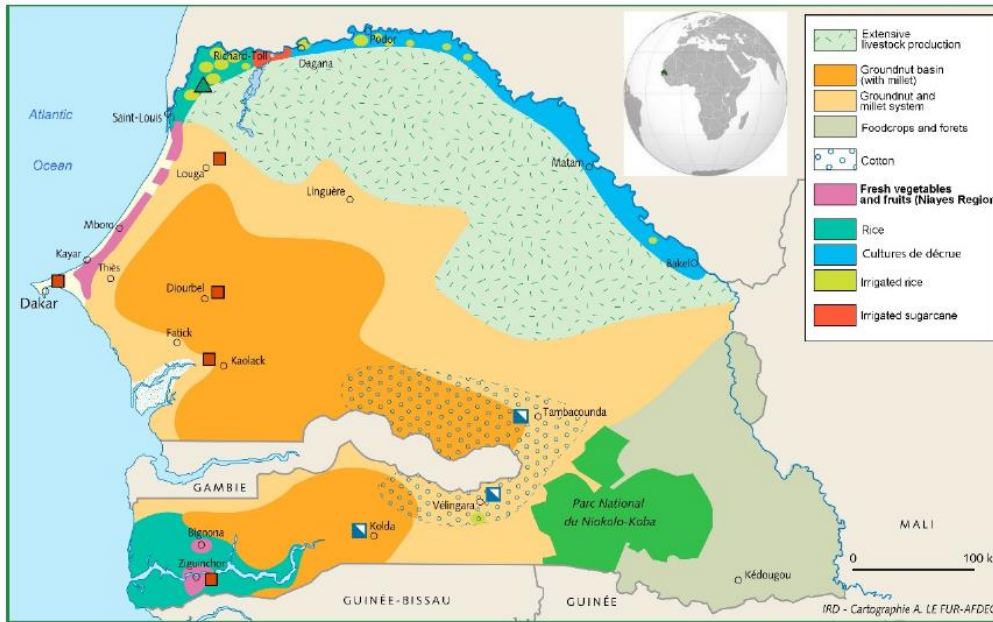 Atlantic
Ocean
Richard-Toll
Podor
Dagana
Saint-Louis
Matam
Louga
Linguère
Mboro
Kayar
Thiès
Bakel
Dakar
Diourbel
Fatick
Kaolack
Tambacounda
GAMBIE
Vélingara
Parc National
du Niokolo-Koba
Kolda
Bignona
MALI
Ziguinchor
Kédougou
GUINÉE-BISSAU
GUINÉE
0 100 k
IRD - Cartographie A. LE FUR-AFDEC
Extensive
livestock production
Groundnut basin
(with millet)
Groundnut and
millet system
Foodcrops and forets
Cotton
Fresh vegetables
and fruits (Niayes Region
Rice
Cultures de décrue
Irrigated rice
Irrigated sugarcane